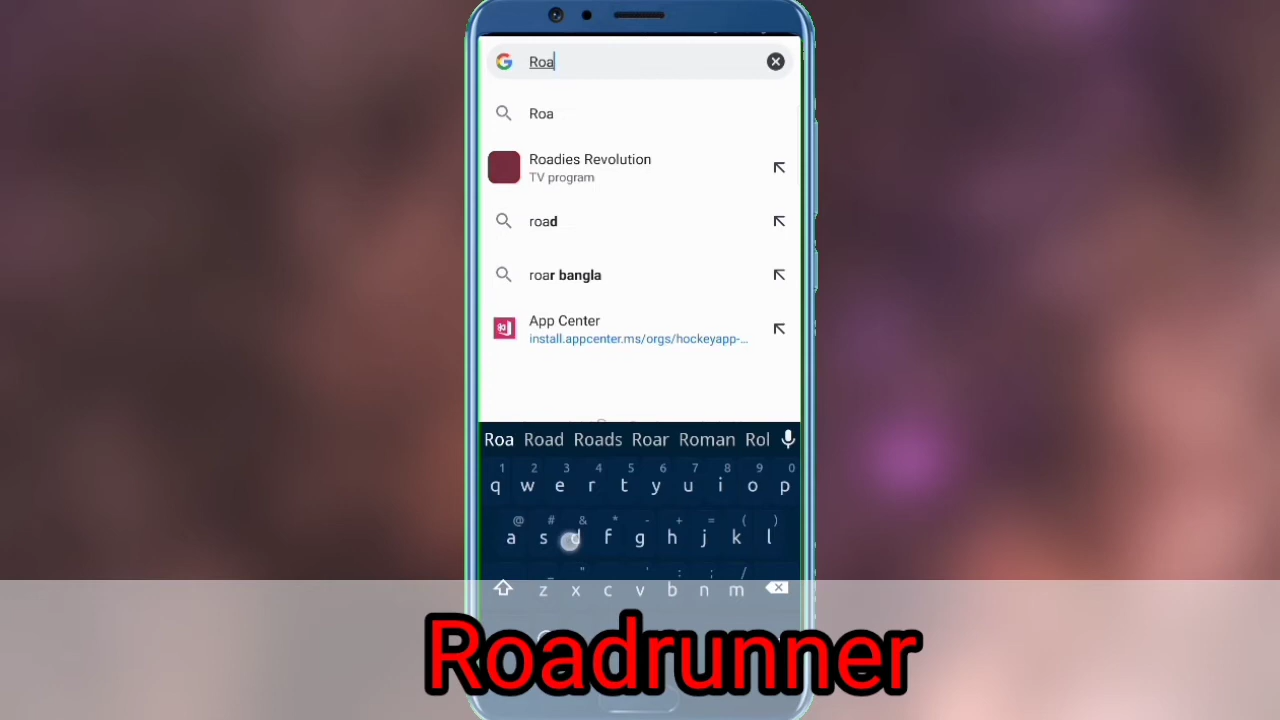 Roa
Roa
Roadies Revolution
TV program
road
roar bangla
App Center
install.appcenter.ms/orgs/hockeyapp-...
Roa Road Roads Roar Roman Rol
1 2 3 4 5 6 7 8 9 0
q w e r t y u i o p
@ # & * - + = ( )
a s d f g h j k l
_ " ' : ; /
z x c v b n m
Roadrunner